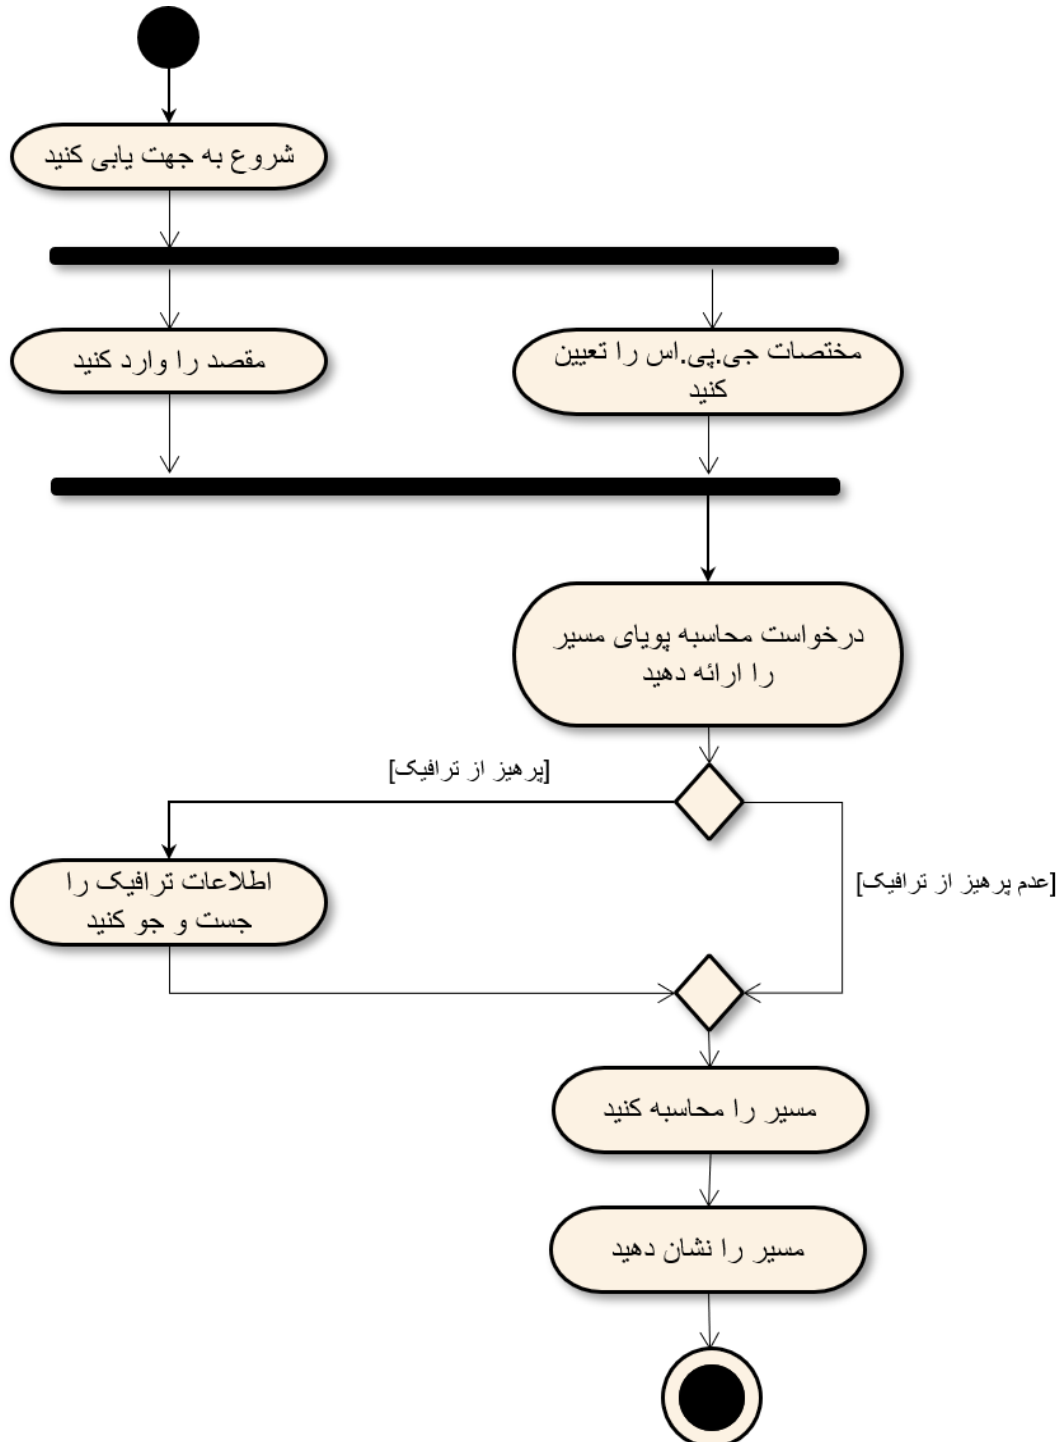 شروع به جهت یابی کنید
مقصد را وارد کنید
مختصات جی.پی.اس را تعیین
کنید
درخواست محاسبه پویای مسیر
را ارائه دهید
[پرهیز از ترافیک]
[عدم پرهیز از ترافیک]
اطلاعات ترافیک را
جست و جو کنید
مسیر را محاسبه کنید
مسیر را نشان دهید